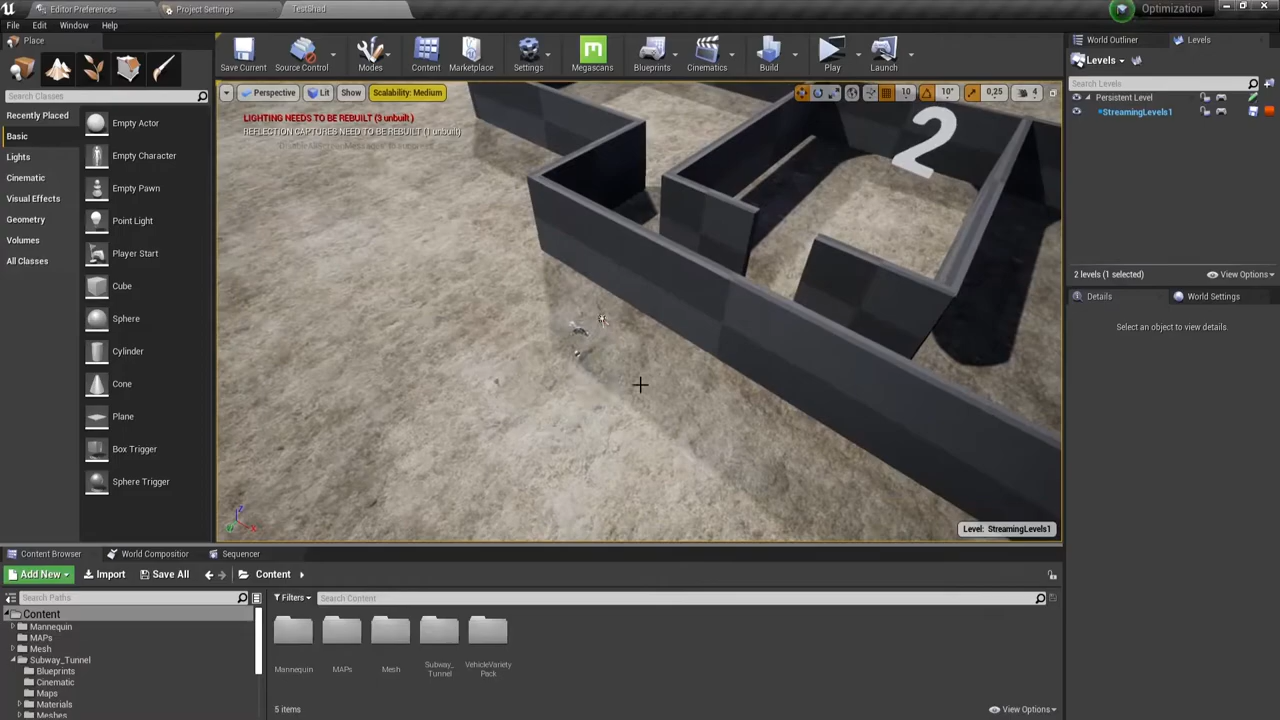 Editor Preferences
Project Settings
TestShad
Optimization
File
Edit
Window
Help
Place
World Outliner
Levels
Save Current
Source Control
Modes
Content
Marketplace
Settings
Megascans
Blueprints
Cinematics
Build
Play
Launch
Levels
Search Levels
Persistent Level
*StreamingLevels1
2 levels (1 selected)
View Options
Details
World Settings
Select an object to view details.
Search Classes
Recently Placed
Basic
Lights
Cinematic
Visual Effects
Geometry
Volumes
All Classes
Empty Actor
Empty Character
Empty Pawn
Point Light
Player Start
Cube
Sphere
Cylinder
Cone
Plane
Box Trigger
Sphere Trigger
Perspective
Lit
Show
Scalability: Medium
10
10°
0,25
4
LIGHTING NEEDS TO BE REBUILT (3 unbuilt)
REFLECTION CAPTURES NEED TO BE REBUILT (1 unbuilt)
2
Z
X
Level: StreamingLevels1
Content Browser
World Compositior
Sequencer
Add New
Import
Save All
Content
Search Paths
Filters
Search Content
Content
Mannequin
MAPs
Mesh
Subway_Tunnel
Blueprints
Cinematic
Maps
Materials
Meshes
Mannequin
MAPs
Mesh
Subway_
Tunnel
VehicleVariety
Pack
5 items
View Options